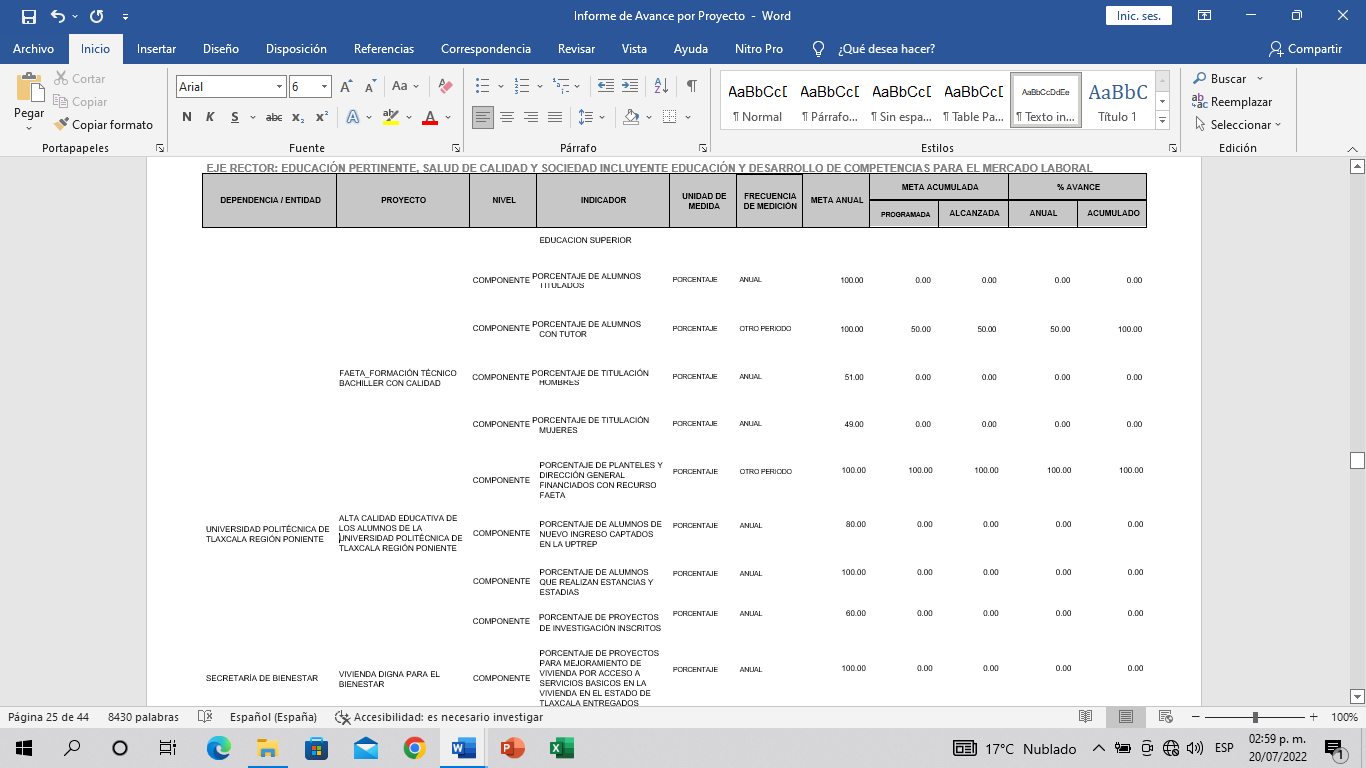 Informe de Avance por Proyecto - Word
Inic. ses.
Archivo Inicio Insertar Diseño Disposición Referencias Correspondencia Revisar Vista Ayuda Nitro Pro ¿Qué desea hacer? Compartir
Pegar
Cortar
Copiar
Copiar formato
Portapapeles
Arial 6
N K S abc x₂ x²
Fuente
Párrafo
AaBbCcD AaBbCcD AaBbCcD AaBbCcD AaBbCcDdEe AaBbC
¶ Normal ¶ Párrafo... ¶ Sin espa... ¶ Table Pa... ¶ Texto in... Título 1
Estilos
Buscar
Reemplazar
Seleccionar
Edición
EJE RECTOR: EDUCACIÓN PERTINENTE, SALUD DE CALIDAD Y SOCIEDAD INCLUYENTE EDUCACIÓN Y DESARROLLO DE COMPETENCIAS PARA EL MERCADO LABORAL
DEPENDENCIA / ENTIDAD PROYECTO NIVEL INDICADOR UNIDAD DE MEDIDA FRECUENCIA DE MEDICIÓN META ANUAL META ACUMULADA % AVANCE
PROGRAMADA ALCANZADA ANUAL ACUMULADO
EDUCACION SUPERIOR
COMPONENTE PORCENTAJE DE ALUMNOS TITULADOS PORCENTAJE ANUAL 100.00 0.00 0.00 0.00 0.00
COMPONENTE PORCENTAJE DE ALUMNOS CON TUTOR PORCENTAJE OTRO PERIODO 100.00 50.00 50.00 50.00 100.00
FAETA_FORMACIÓN TÉCNICO BACHILLER CON CALIDAD COMPONENTE PORCENTAJE DE TITULACIÓN HOMBRES PORCENTAJE ANUAL 51.00 0.00 0.00 0.00 0.00
COMPONENTE PORCENTAJE DE TITULACIÓN MUJERES PORCENTAJE ANUAL 49.00 0.00 0.00 0.00 0.00
COMPONENTE PORCENTAJE DE PLANTELES Y DIRECCIÓN GENERAL FINANCIADOS CON RECURSO FAETA PORCENTAJE OTRO PERIODO 100.00 100.00 100.00 100.00 100.00
UNIVERSIDAD POLITÉCNICA DE TLAXCALA REGIÓN PONIENTE ALTA CALIDAD EDUCATIVA DE LOS ALUMNOS DE LA UNIVERSIDAD POLITÉCNICA DE TLAXCALA REGIÓN PONIENTE COMPONENTE PORCENTAJE DE ALUMNOS DE NUEVO INGRESO CAPTADOS EN LA UPTREP PORCENTAJE ANUAL 80.00 0.00 0.00 0.00 0.00
COMPONENTE PORCENTAJE DE ALUMNOS QUE REALIZAN ESTANCIAS Y ESTADIAS PORCENTAJE ANUAL 100.00 0.00 0.00 0.00 0.00
COMPONENTE PORCENTAJE DE PROYECTOS DE INVESTIGACIÓN INSCRITOS PORCENTAJE ANUAL 60.00 0.00 0.00 0.00 0.00
SECRETARÍA DE BIENESTAR VIVIENDA DIGNA PARA EL BIENESTAR COMPONENTE PORCENTAJE DE PROYECTOS PARA MEJORAMIENTO DE VIVIENDA POR ACCESO A SERVICIOS BASICOS EN LA VIVIENDA EN EL ESTADO DE TLAXCALA ENTREGADOS PORCENTAJE ANUAL 100.00 0.00 0.00 0.00 0.00
Página 25 de 44 8430 palabras Español (España) Accesibilidad: es necesario investigar 100%
17°C Nublado ESP 02:59 p. m.
20/07/2022 1